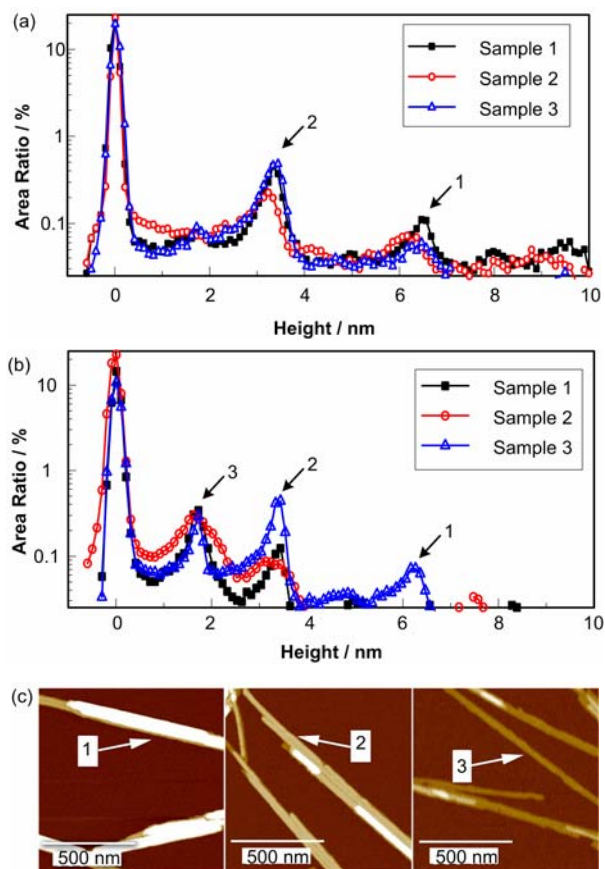 (a)
Area Ratio / %
10
1
0.1
Sample 1
Sample 2
Sample 3
2
1
0 2 4 6 8 10
Height / nm
(b)
Area Ratio / %
10
1
0.1
Sample 1
Sample 2
Sample 3
3
2
1
0 2 4 6 8 10
Height / nm
(c)
1
2
3
500 nm
500 nm
500 nm